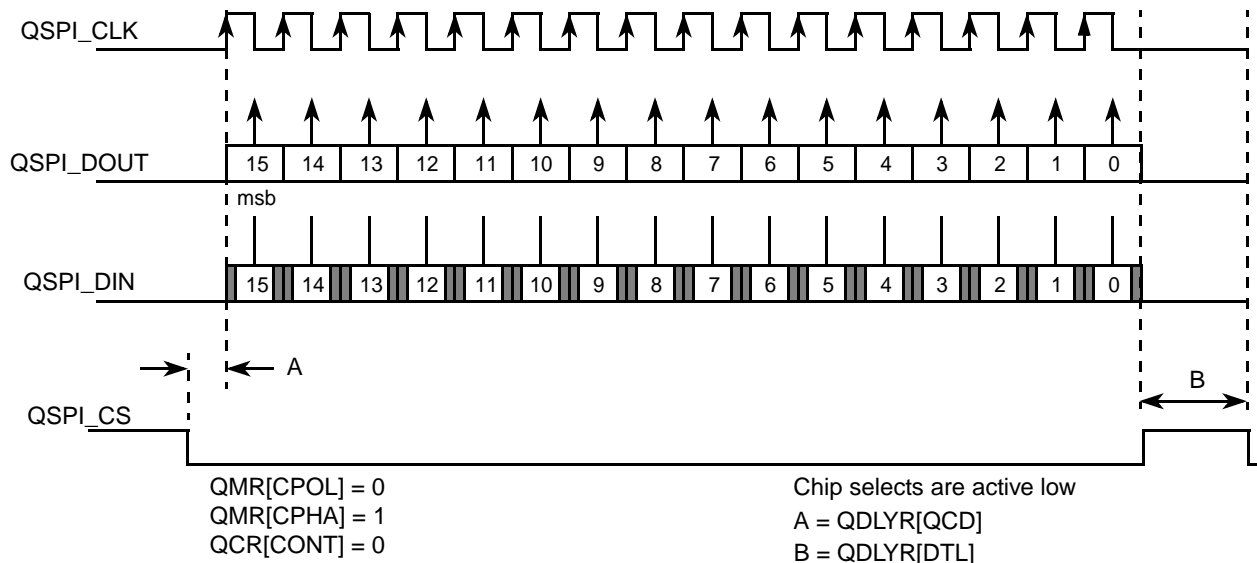 QSPI_CLK
QSPI_DOUT
15 14 13 12 11 10 9 8 7 6 5 4 3 2 1 0
msb
QSPI_DIN
15 14 13 12 11 10 9 8 7 6 5 4 3 2 1 0
A
B
QSPI_CS
QMR[CPOL] = 0
QMR[CPHA] = 1
QCR[CONT] = 0
Chip selects are active low
A = QDLYR[QCD]
B = QDLYR[DTL]